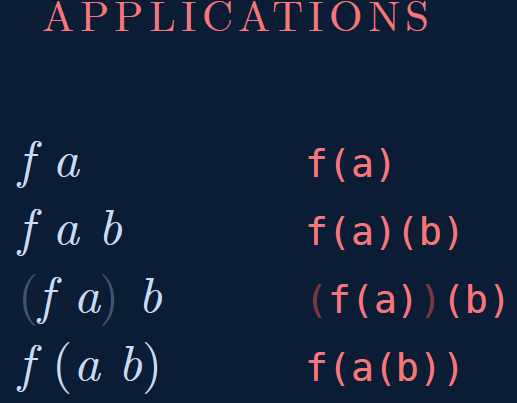 APPLICATIONS
f a f(a)
f a b f(a)(b)
(f a) b (f(a))(b)
f (a b) f(a(b))